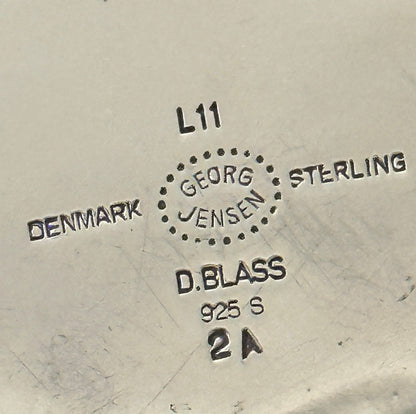 L11
GEORG
JENSEN
DENMARK
STERLING
D.BLASS
925 S
2 A